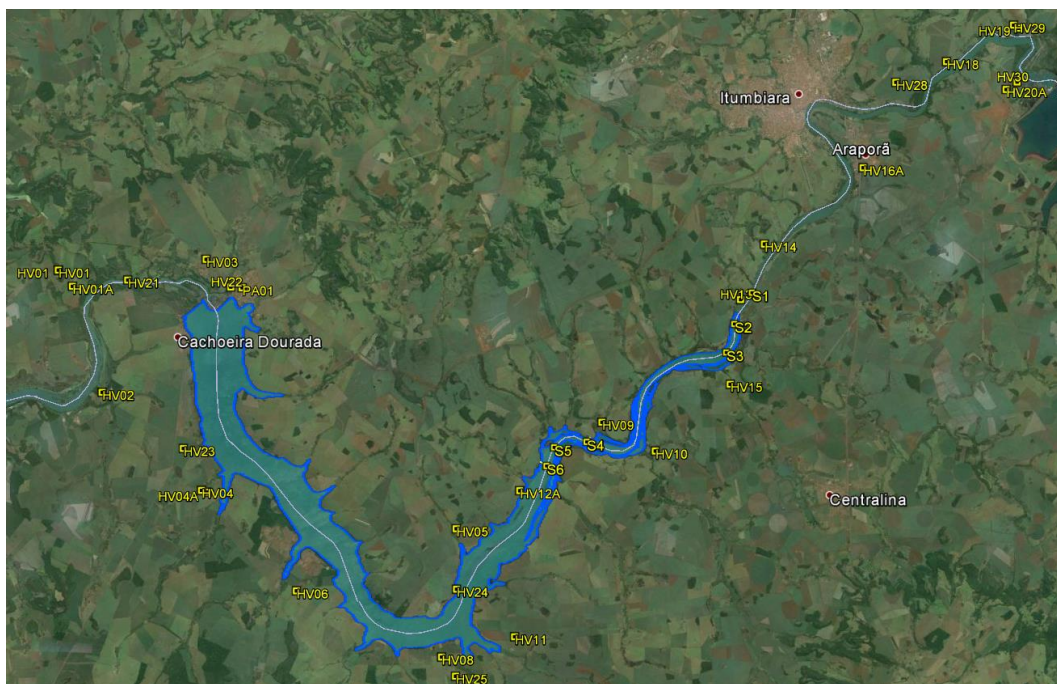 HV19 HV29
HV18
HV30
HV28
HV20A
Itumbiara
Araporã
HV16A
HV14
HV03
HV01 HV01
HV21
HV22
HV01A
PA01
S1
S2
Cachoeira Dourada
S3
HV15
HV02
HV09
S4
HV23
S5
HV10
S6
HV04A HV04
HV12A
Centralina
HV05
HV24
HV06
HV11
HV08
HV25